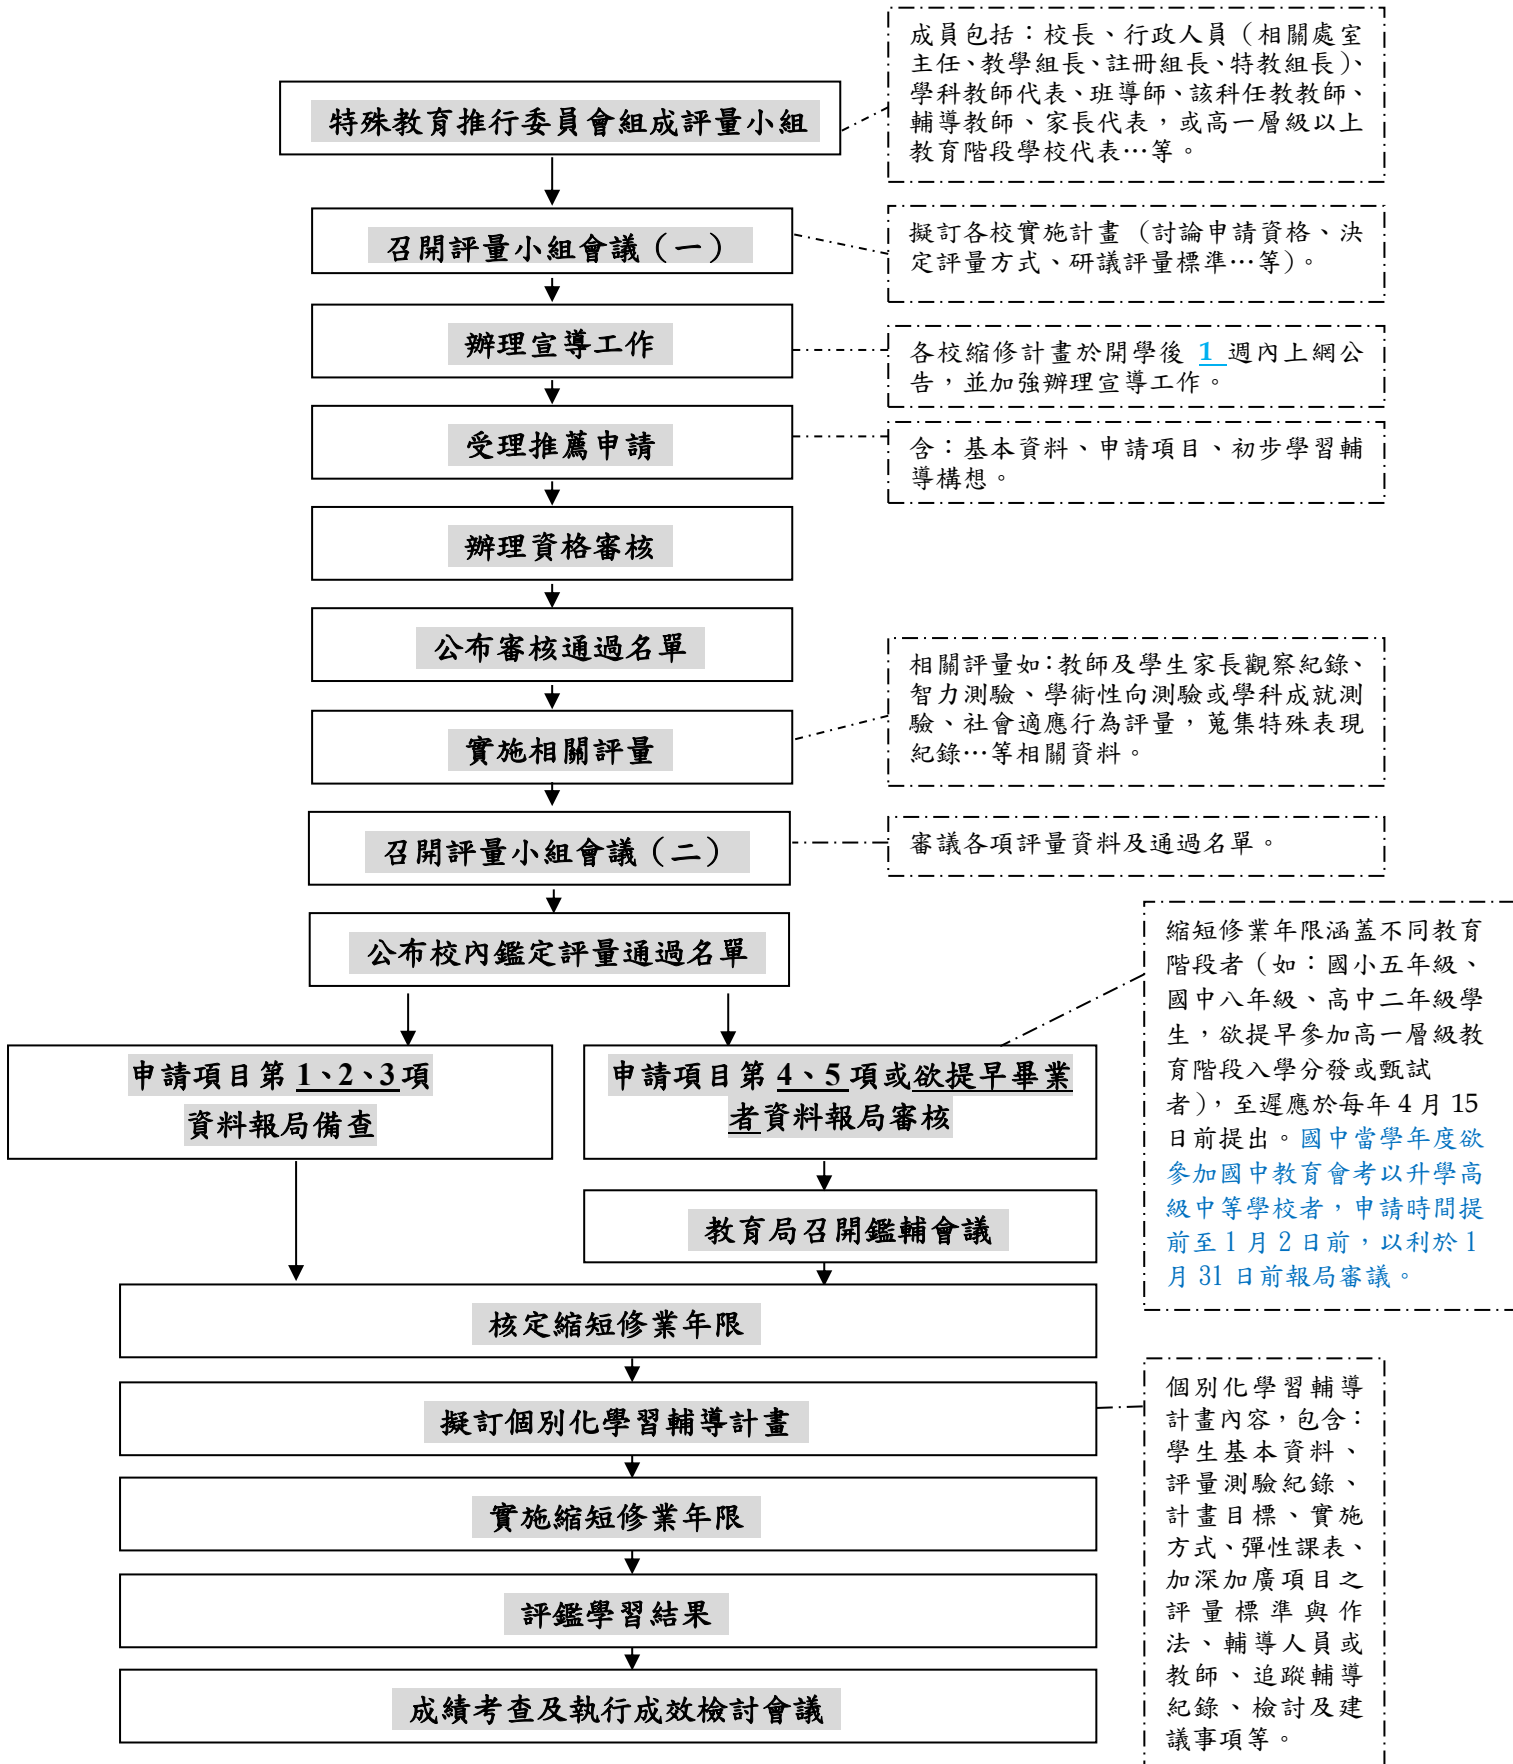 特殊教育推行委員會組成評量小組
成員包括：校長、行政人員（相關處室
主任、教學組長、註冊組長、特教組長）、
學科教師代表、班導師、該科任教教師、
輔導教師、家長代表，或高一層級以上
教育階段學校代表…等。
召開評量小組會議（一）
擬訂各校實施計畫（討論申請資格、決
定評量方式、研議評量標準…等）。
辦理宣導工作
各校縮修計畫於開學後 1 週內上網公
告，並加強辦理宣導工作。
受理推薦申請
含：基本資料、申請項目、初步學習輔
導構想。
辦理資格審核
公布審核通過名單
實施相關評量
相關評量如：教師及學生家長觀察紀錄、
智力測驗、學術性向測驗或學科成就測
驗、社會適應行為評量，蒐集特殊表現
紀錄…等相關資料。
召開評量小組會議（二）
審議各項評量資料及通過名單。
公布校內鑑定評量通過名單
申請項目第 1、2、3 項
資料報局備查
申請項目第 4、5 項或欲提早畢業
者資料報局審核
縮短修業年限涵蓋不同教育
階段者（如：國小五年級、
國中八年級、高中二年級學
生，欲提早參加高一層級教
育階段入學分發或甄試
者），至遲應於每年 4 月 15
日前提出。國中當學年度欲
參加國中教育會考以升學高
級中等學校者，申請時間提
前至 1 月 2 日前，以利於 1
月 31 日前報局審議。
教育局召開鑑輔會議
核定縮短修業年限
擬訂個別化學習輔導計畫
個別化學習輔導
計畫內容，包含：
學生基本資料、
評量測驗紀錄、
計畫目標、實施
方式、彈性課表、
加深加廣項目之
評量標準與作
法、輔導人員或
教師、追蹤輔導
紀錄、檢討及建
議事項等。
實施縮短修業年限
評鑑學習結果
成績考查及執行成效檢討會議